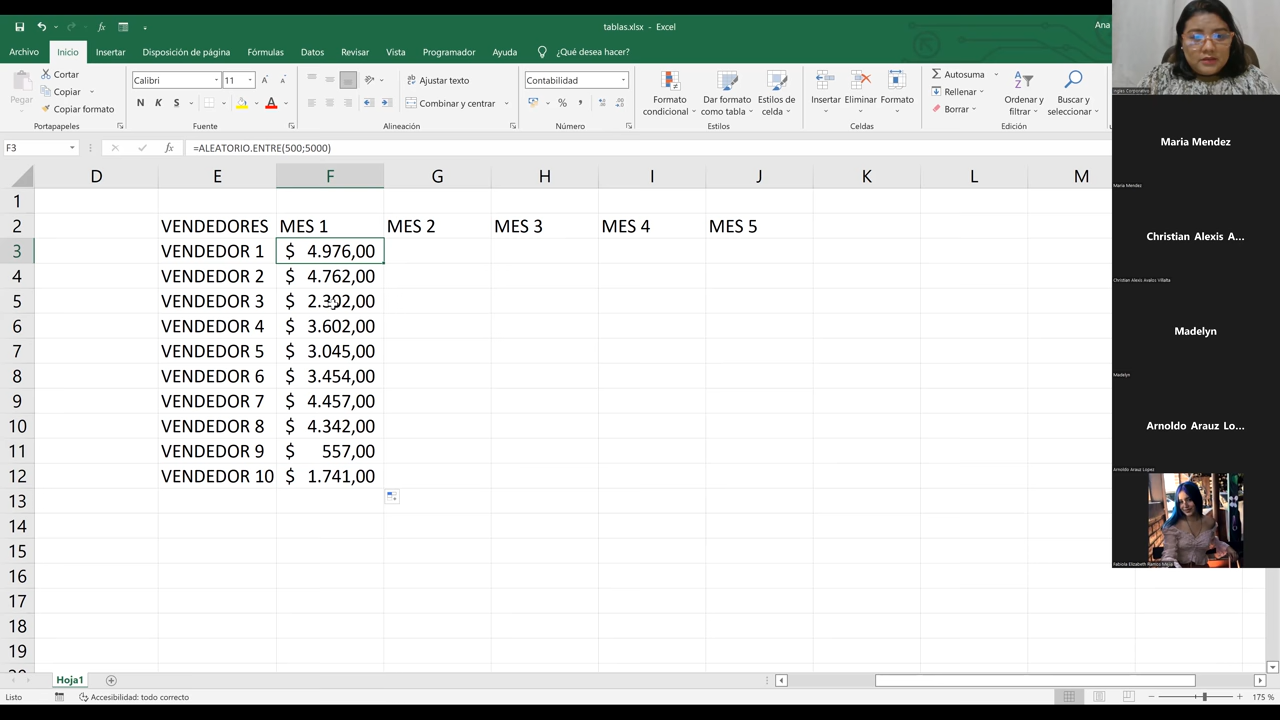 tablas.xlsx - Excel
Ana
Archivo Inicio Insertar Disposición de página Fórmulas Datos Revisar Vista Programador Ayuda ¿Qué desea hacer?
Pegar
Cortar
Copiar
Copiar formato
Portapapeles
Calibri 11
N K S
Fuente
Ajustar texto
Combinar y centrar
Alineación
Contabilidad
Número
Formato condicional
Dar formato como tabla
Estilos de celda
Estilos
Insertar Eliminar Formato
Celdas
Autosuma
Rellenar
Borrar
Ordenar y filtrar
Buscar y seleccionar
Edición
F3 =ALEATORIO.ENTRE(500;5000)
D E F G H I J K L M
1
2 VENDEDORES MES 1 MES 2 MES 3 MES 4 MES 5
3 VENDEDOR 1 $ 4.976,00
4 VENDEDOR 2 $ 4.762,00
5 VENDEDOR 3 $ 2.392,00
6 VENDEDOR 4 $ 3.602,00
7 VENDEDOR 5 $ 3.045,00
8 VENDEDOR 6 $ 3.454,00
9 VENDEDOR 7 $ 4.457,00
10 VENDEDOR 8 $ 4.342,00
11 VENDEDOR 9 $ 557,00
12 VENDEDOR 10 $ 1.741,00
13
14
15
16
17
18
19
Hoja1
Listo
Accesibilidad: todo correcto
175 %
Ingles Corporativo
Maria Mendez
Maria Mendez
Christian Alexis A...
Christian Alexis Avalos Villalta
Madelyn
Madelyn
Arnoldo Arauz Lo...
Arnoldo Arauz Lopez
Fabiola Elizabeth Ramos Mejia